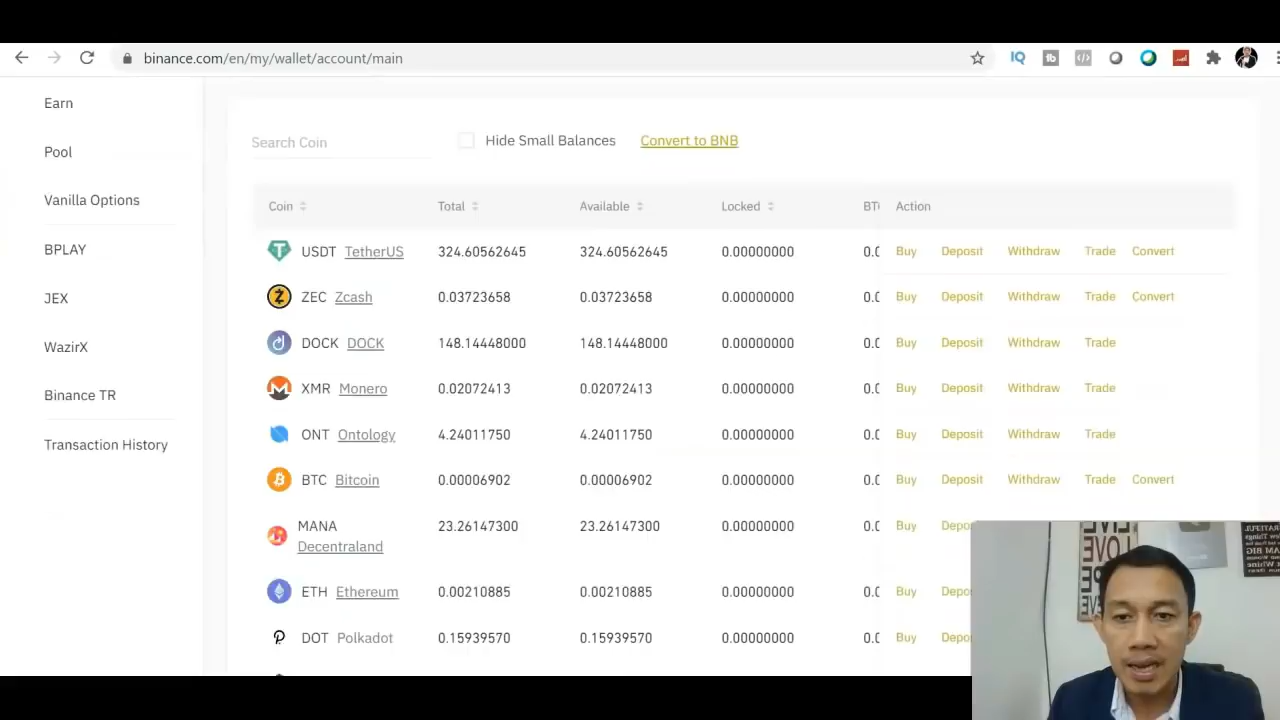 binance.com/en/my/wallet/account/main
Earn
Pool
Vanilla Options
BPLAY
JEX
WazirX
Binance TR
Transaction History
Search Coin Hide Small Balances Convert to BNB
Coin Total Available Locked Action
USDT TetherUS 324.60562645 324.60562645 0.00000000 Buy Deposit Withdraw Trade Convert
ZEC Zcash 0.03723658 0.03723658 0.00000000 Buy Deposit Withdraw Trade Convert
DOCK DOCK 148.14448000 148.14448000 0.00000000 Buy Deposit Withdraw Trade
XMR Monero 0.02072413 0.02072413 0.00000000 Buy Deposit Withdraw Trade
ONT Ontology 4.24011750 4.24011750 0.00000000 Buy Deposit Withdraw Trade
BTC Bitcoin 0.00006902 0.00006902 0.00000000 Buy Deposit Withdraw Trade Convert
MANA 23.26147300 23.26147300 0.00000000 Buy
Decentraland
ETH Ethereum 0.00210885 0.00210885 0.00000000 Buy
DOT Polkadot 0.15939570 0.15939570 0.00000000 Buy